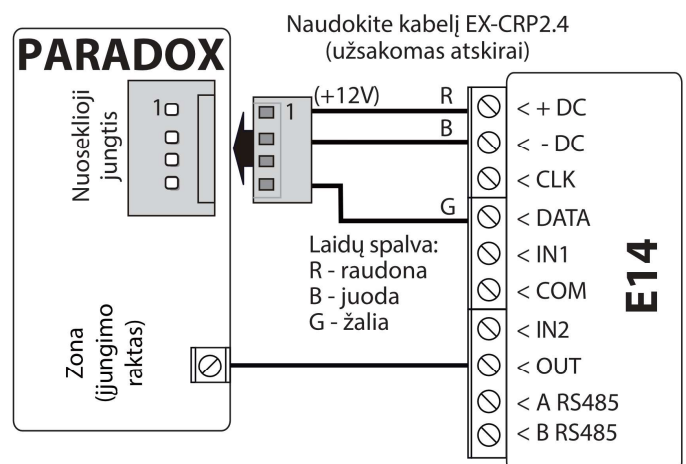 Naudokite kabelį EX-CRP2.4
(užsakomas atskirai)
PARADOX
Nuoseklioji
jungtis
1
1
(+12V)
R
B
G
Laidų spalva:
R - raudona
B - juoda
G - žalia
Zona
(įjungimo
raktas)
< + DC
< - DC
< CLK
< DATA
< IN1
< COM
< IN2
< OUT
< A RS485
< B RS485
E14